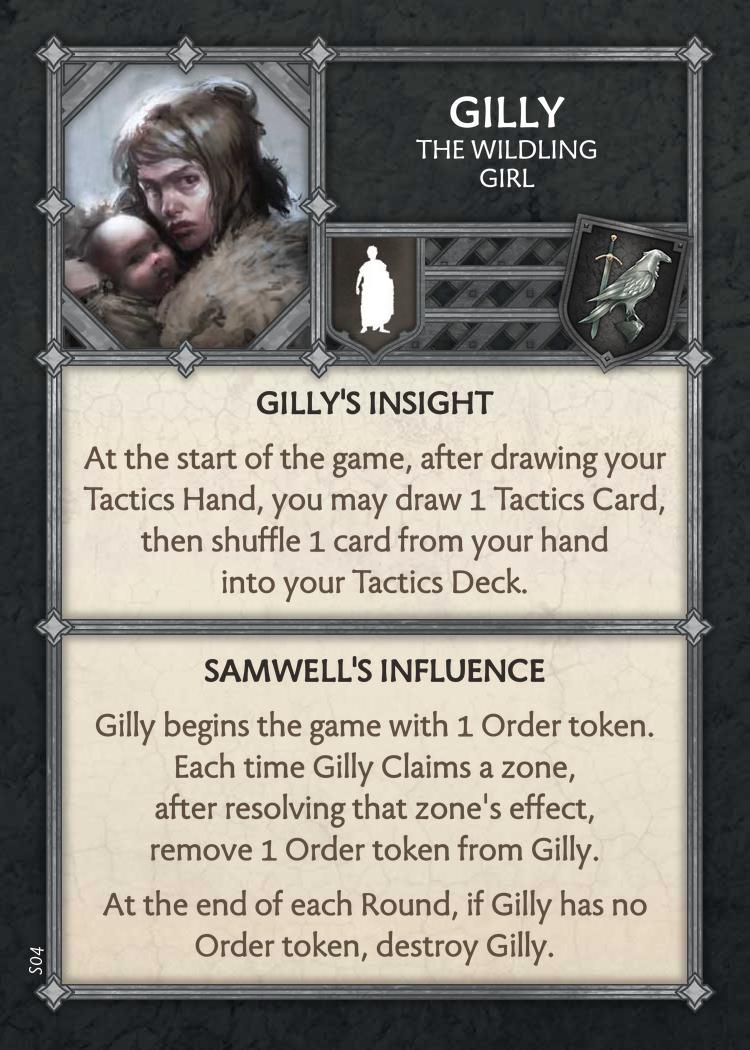 GILLY
THE WILDLING
GIRL
GILLY'S INSIGHT
At the start of the game, after drawing your
Tactics Hand, you may draw 1 Tactics Card,
then shuffle 1 card from your hand
into your Tactics Deck.
SAMWELL'S INFLUENCE
Gilly begins the game with 1 Order token.
Each time Gilly Claims a zone,
after resolving that zone's effect,
remove 1 Order token from Gilly.
At the end of each Round, if Gilly has no
Order token, destroy Gilly.
S04